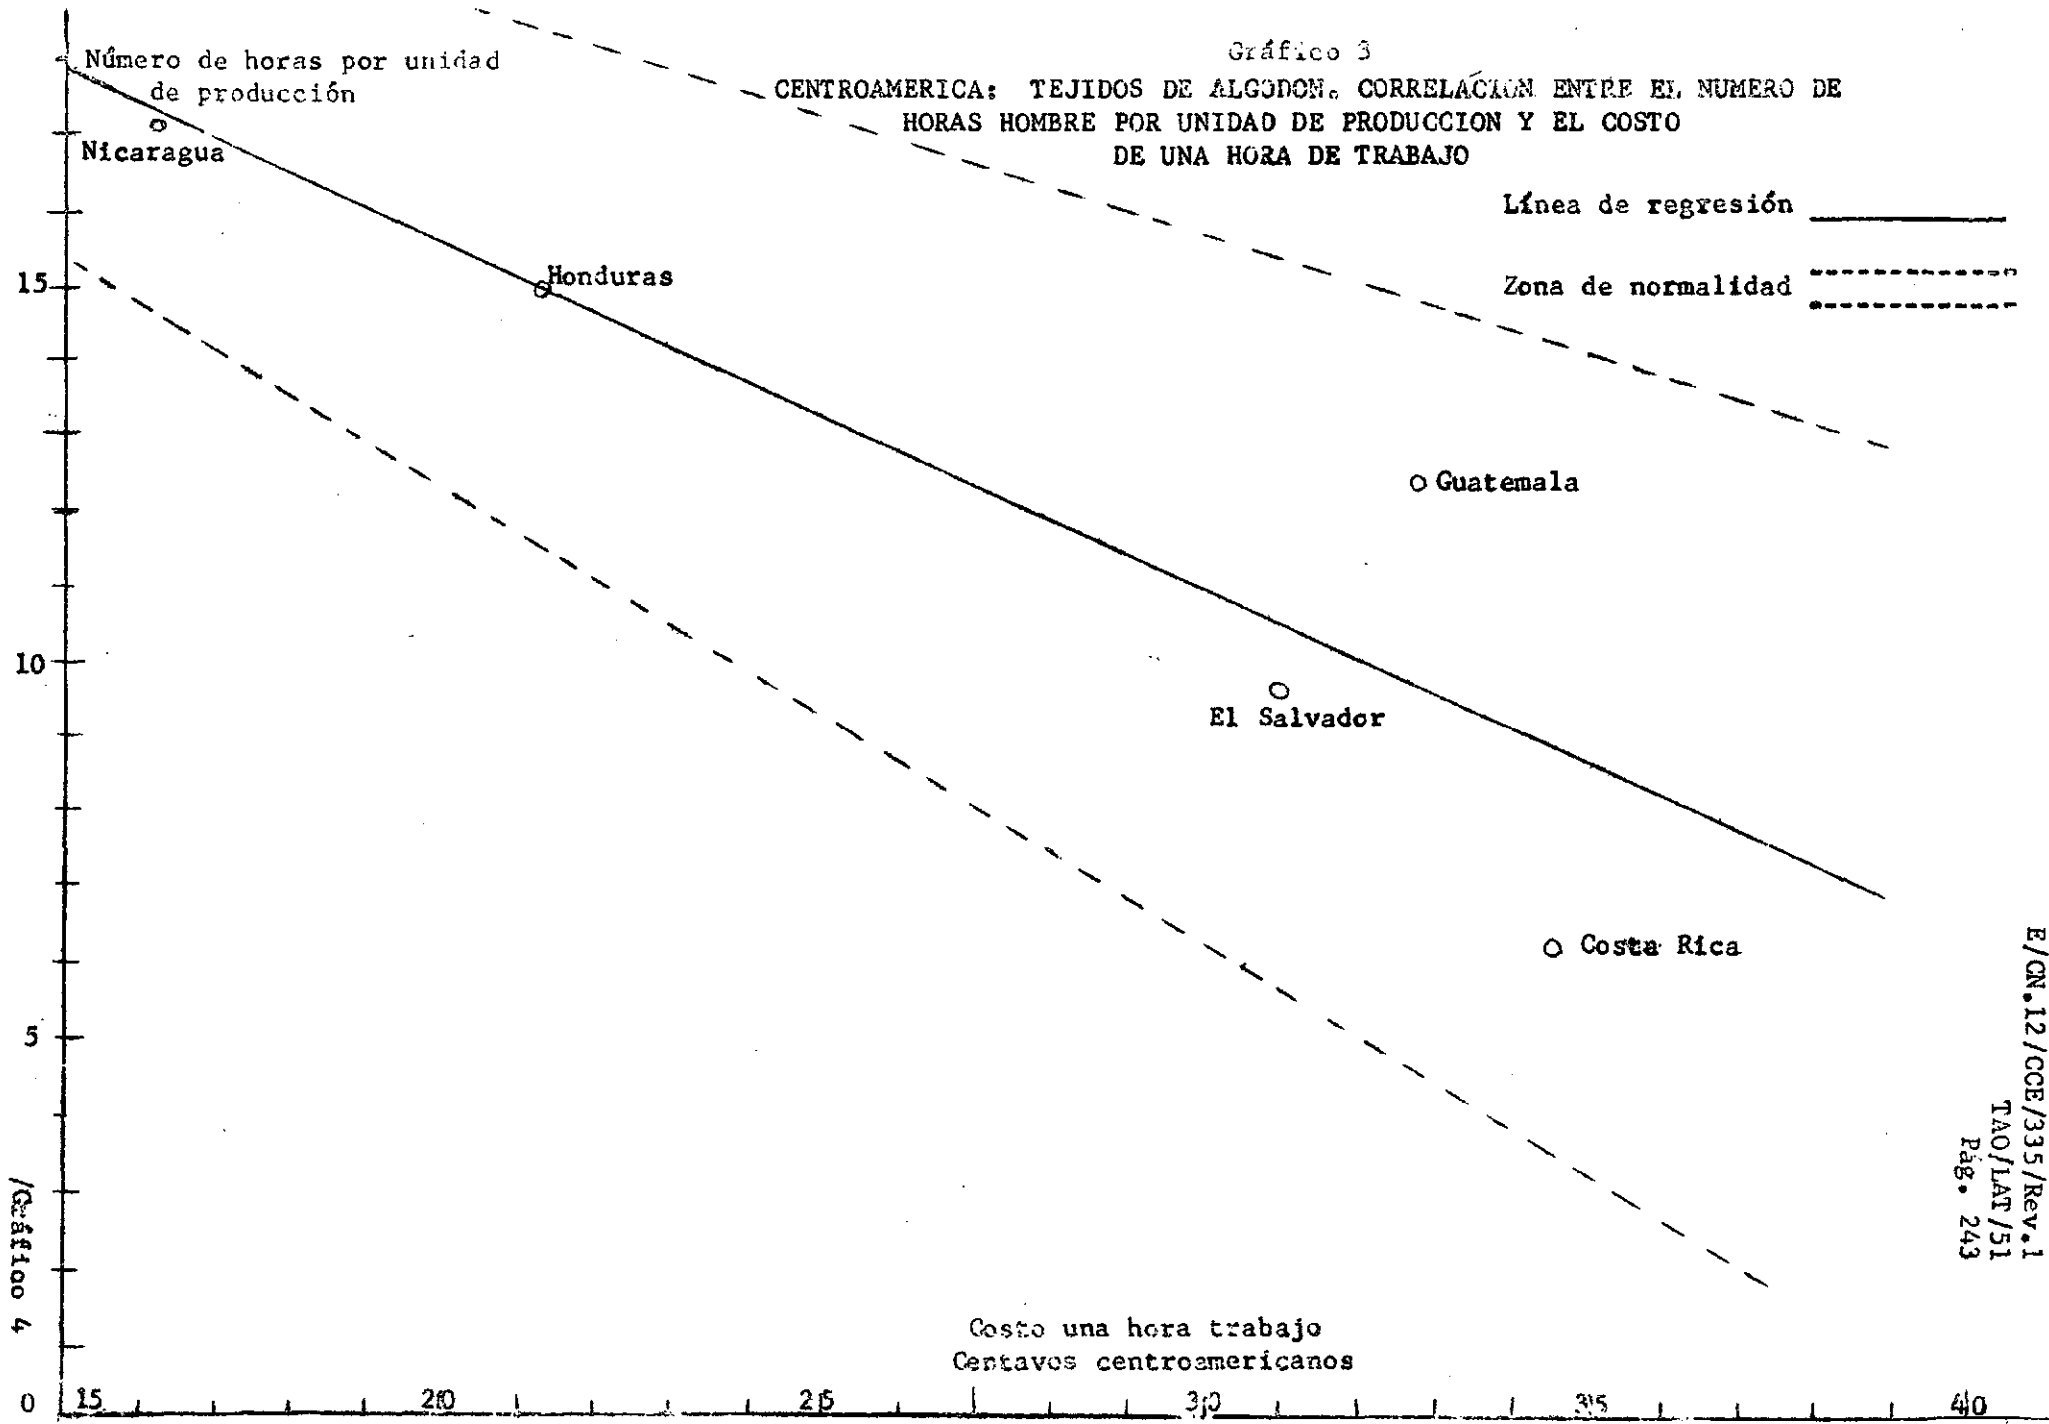 Gráfico 3
CENTROAMERICA: TEJIDOS DE ALGODON. CORRELACION ENTRE EL NUMERO DE
HORAS HOMBRE POR UNIDAD DE PRODUCCION Y EL COSTO
DE UNA HORA DE TRABAJO
Número de horas por unidad
de producción
Nicaragua
Línea de regresión
Zona de normalidad
15
Honduras
Guatemala
10
El Salvador
Costa Rica
5
Costo una hora trabajo
Centavos centroamericanos
0 15 20 25 30 35 40
E/CN.12/CCE/335/Rev.1
TAO/LAT/51
Pág. 243
/Gráfico 4